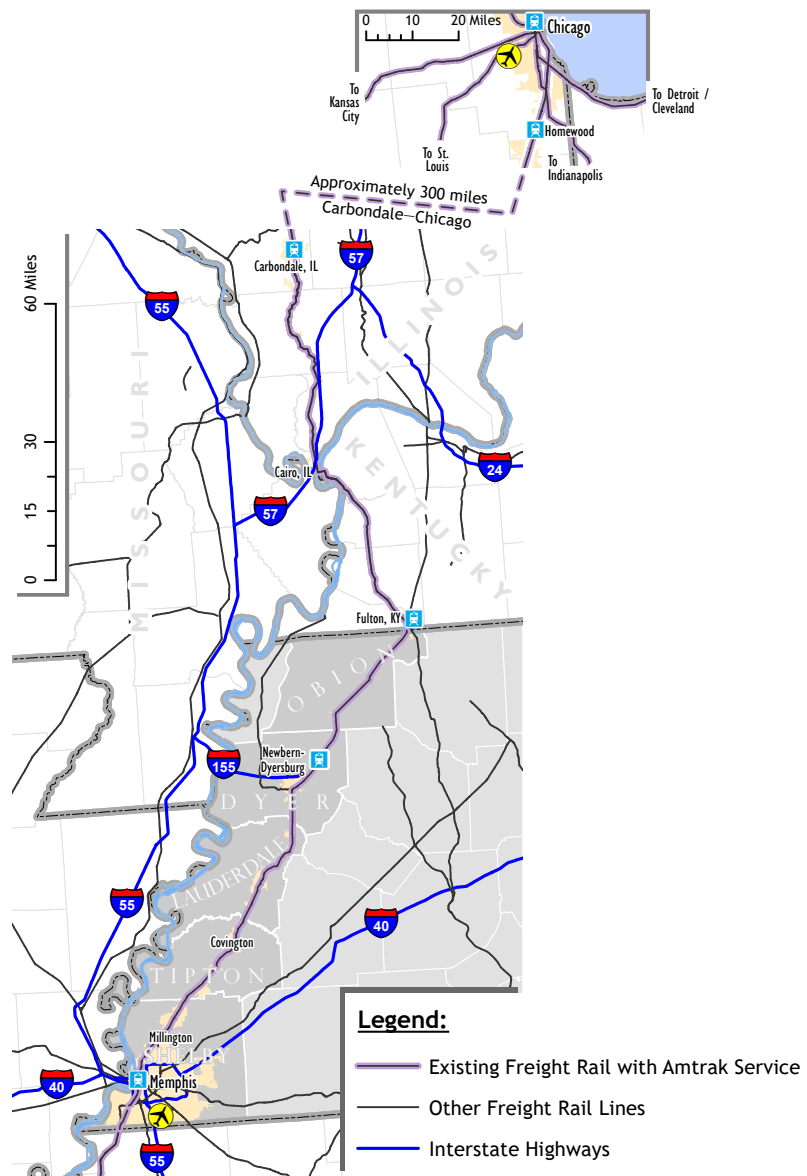 0 10 20 Miles
Chicago
To
Kansas
City
To St.
Louis
Homewood
To
Indianapolis
To Detroit /
Cleveland
Approximately 300 miles
Carbondale—Chicago
60 Miles
30
15
0
Carbondale, IL
57
55
ILLINOIS
MISSOURI
KENTUCKY
Cairo, IL
24
57
Fulton, KY
OBION
Newbern-
Dyersburg
155
DYER
LAUDERDALE
55
40
Covington
TIPTON
Millington
SHELBY
Memphis
40
55
Legend:
Existing Freight Rail with Amtrak Service
Other Freight Rail Lines
Interstate Highways